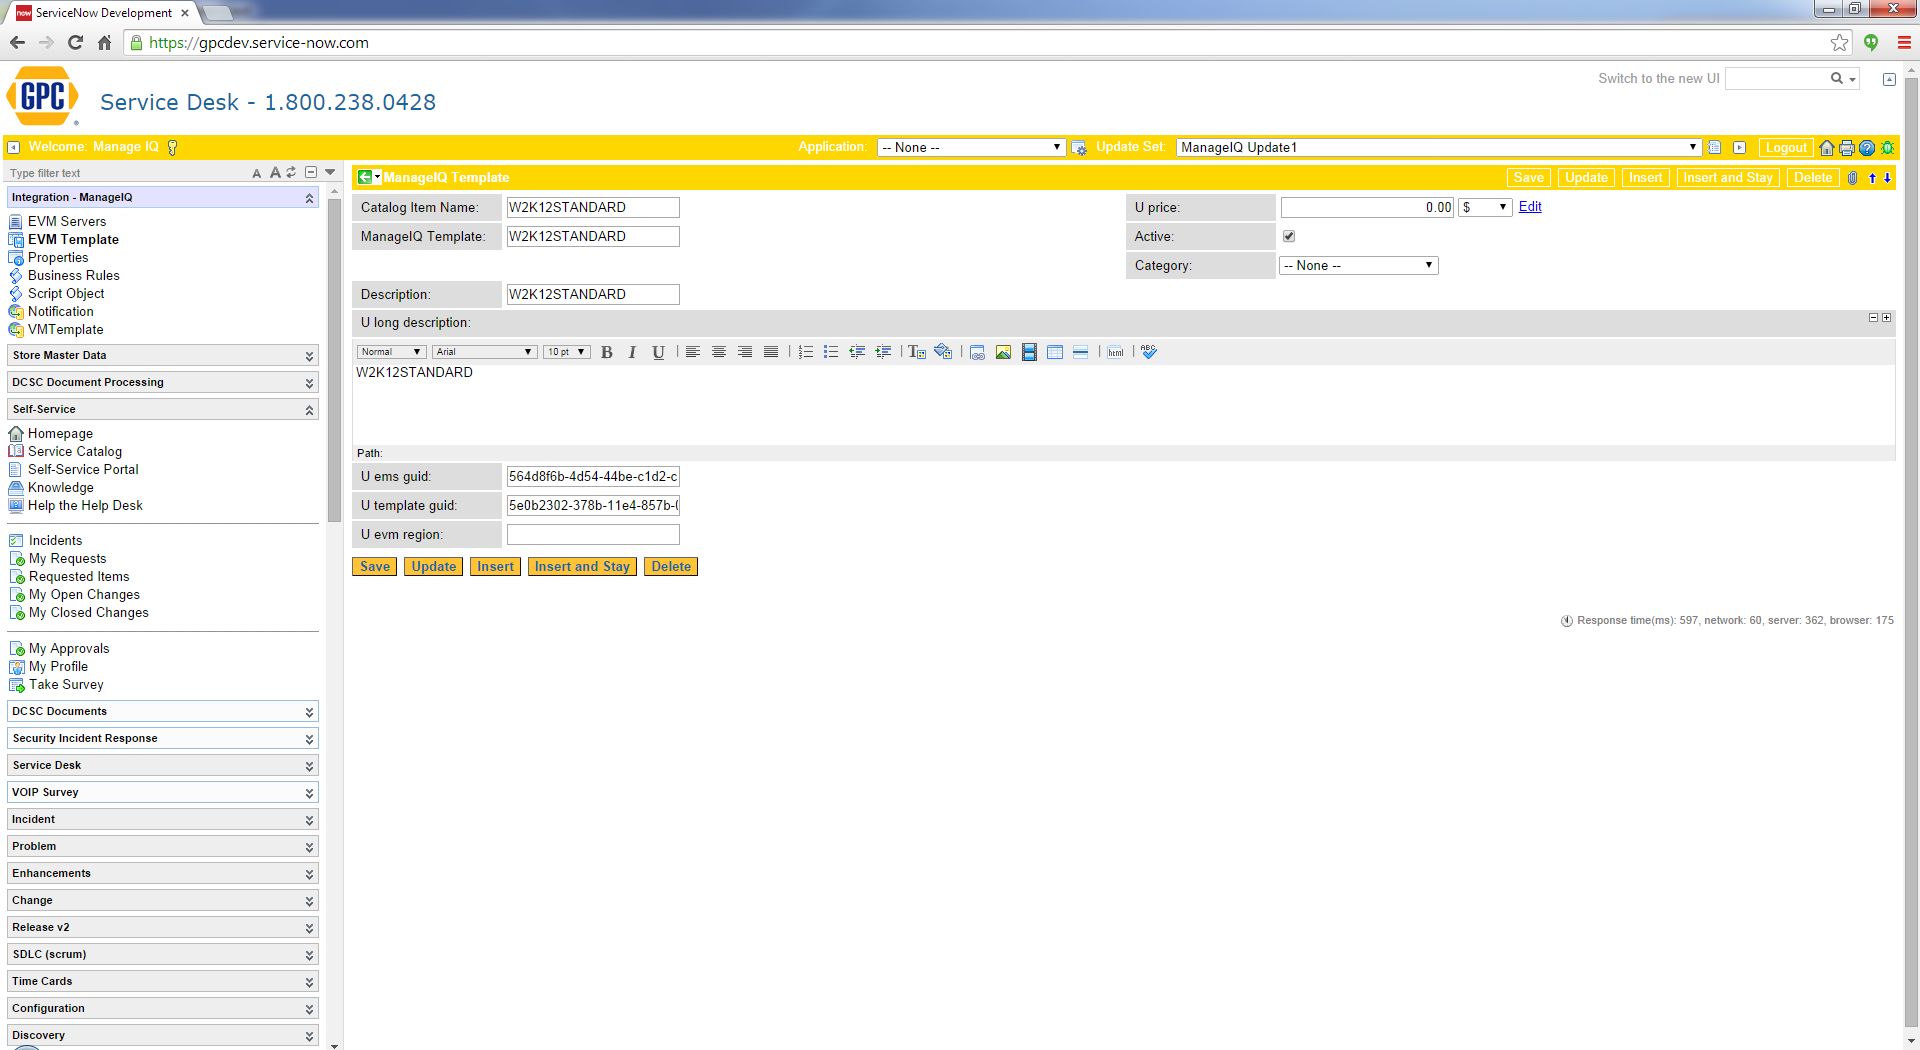 ServiceNow Development
https://gpcdev.service-now.com
GPC
Service Desk - 1.800.238.0428
Switch to the new UI
Welcome: Manage IQ
Application: -- None --
Update Set: ManageIQ Update1
Logout
Type filter text
A A
ManageIQ Template
Save Update Insert Insert and Stay Delete
Integration - ManageIQ
EVM Servers
EVM Template
Properties
Business Rules
Script Object
Notification
VMTemplate
Store Master Data
DCSC Document Processing
Self-Service
Homepage
Service Catalog
Self-Service Portal
Knowledge
Help the Help Desk
Incidents
My Requests
Requested Items
My Open Changes
My Closed Changes
My Approvals
My Profile
Take Survey
DCSC Documents
Security Incident Response
Service Desk
VOIP Survey
Incident
Problem
Enhancements
Change
Release v2
SDLC (scrum)
Time Cards
Configuration
Discovery
Catalog Item Name: W2K12STANDARD
ManageIQ Template: W2K12STANDARD
U price: 0.00 $ Edit
Active:
Category: -- None --
Description: W2K12STANDARD
U long description:
Normal Arial 10 pt B I U html ABC
W2K12STANDARD
Path:
U ems guid: 564d8f6b-4d54-44be-c1d2-c
U template guid: 5e0b2302-378b-11e4-857b-
U evm region:
Save Update Insert Insert and Stay Delete
Response time(ms): 597, network: 60, server: 362, browser: 175